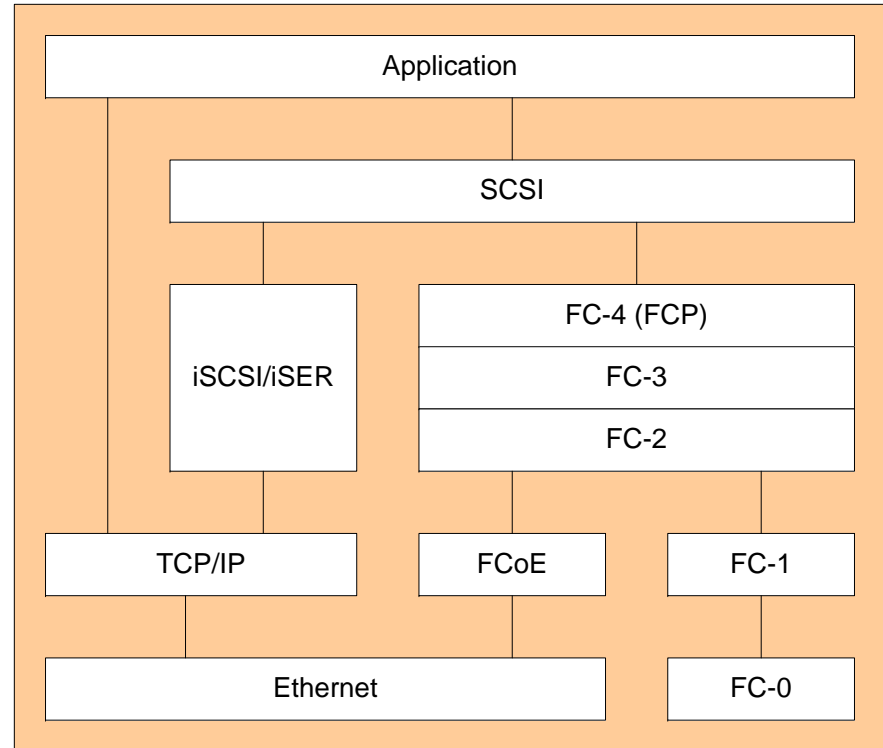 Application
SCSI
iSCSI/iSER
FC-4 (FCP)
FC-3
FC-2
TCP/IP
FCoE
FC-1
Ethernet
FC-0